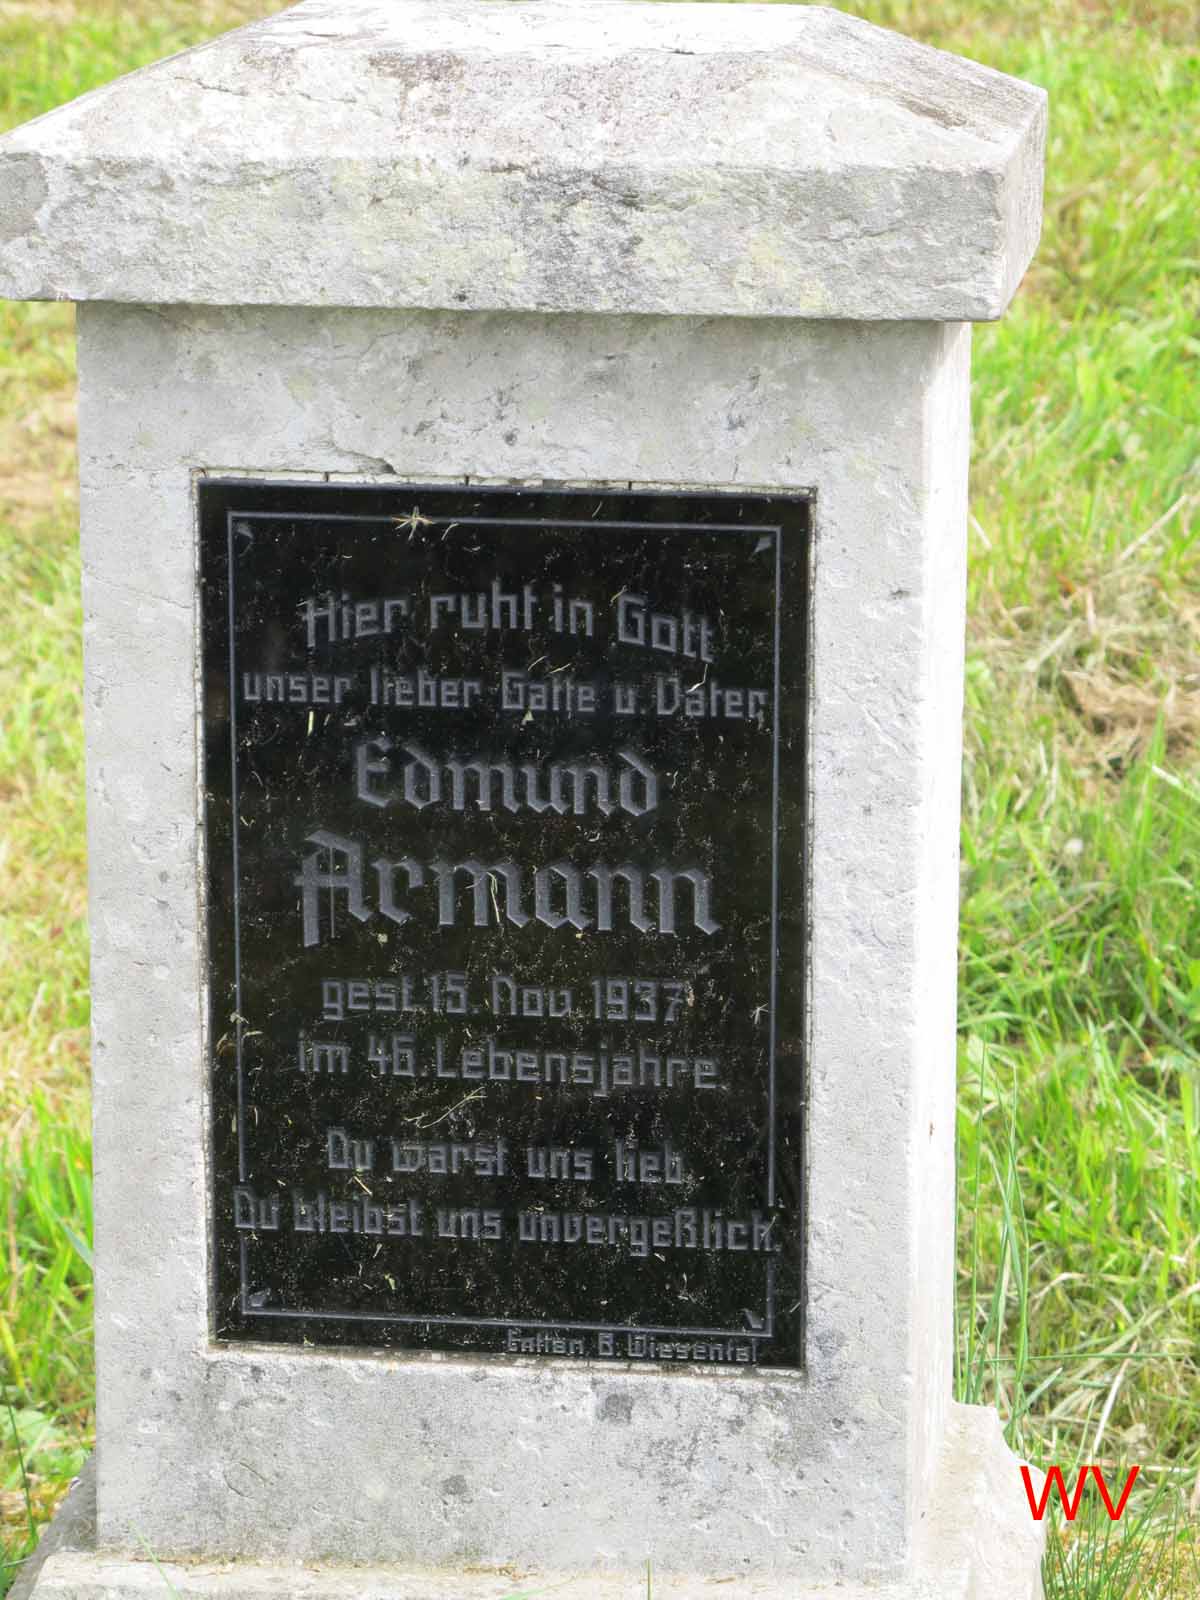 Hier ruht in Gott
unser lieber Gatte u. Vater,
Edmund
Armann
gest. 15. Nov. 1937
im 46. Lebensjahre.
Du warst uns lieb
Du bleibst uns unvergeßlich.
B. Wiesental
WV